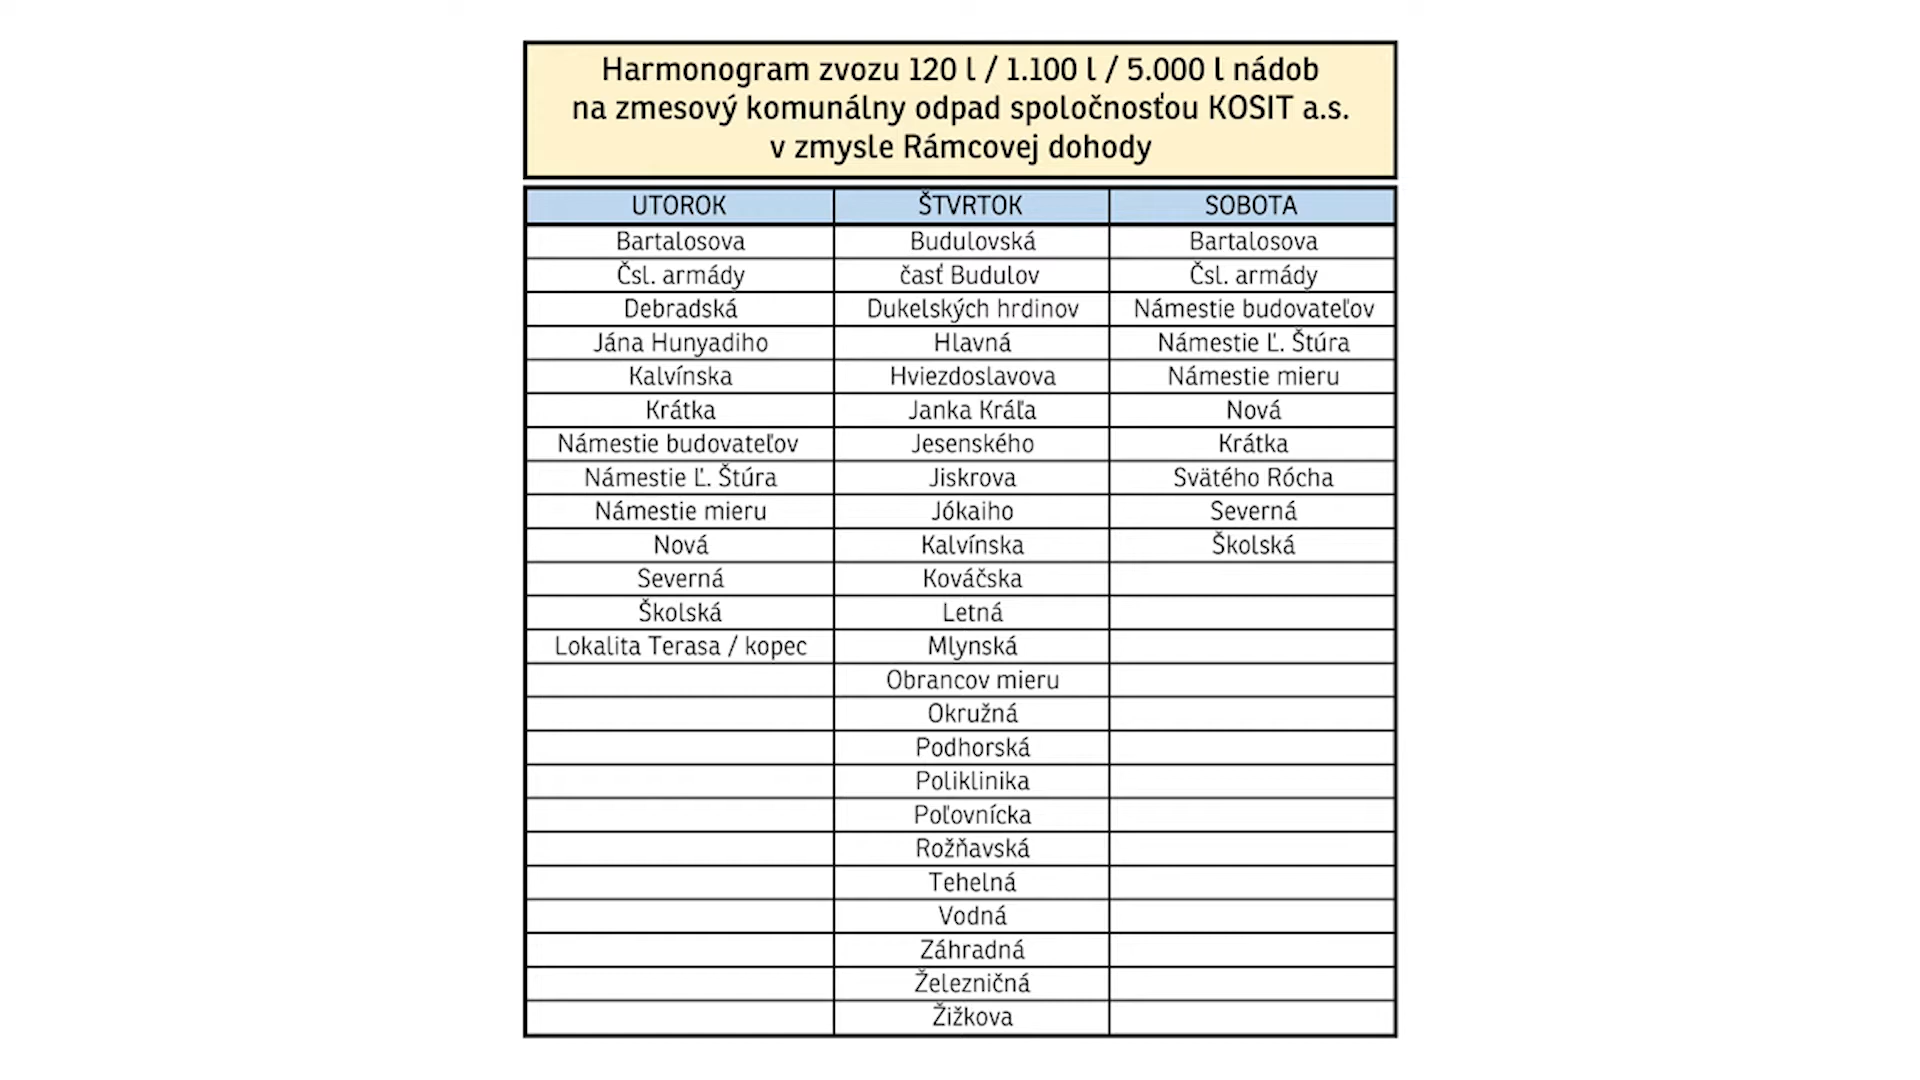 Harmonogram zvozu 120 l / 1.100 l / 5.000 l nádob
na zmesový komunálny odpad spoločnosťou KOSIT a.s.
v zmysle Rámcovej dohody
UTOROK ŠTVRTOK SOBOTA
Bartalosova Budulovská Bartalosova
Čsl. armády časť Budulov Čsl. armády
Debradská Dukelských hrdinov Námestie budovateľov
Jána Hunyadiho Hlavná Námestie Ľ. Štúra
Kalvínska Hviezdoslavova Námestie mieru
Krátka Janka Kráľa Nová
Námestie budovateľov Jesenského Krátka
Námestie Ľ. Štúra Jiskrova Svätého Rócha
Námestie mieru Jókaiho Severná
Nová Kalvínska Školská
Severná Kováčska
Školská Letná
Lokalita Terasa / kopec Mlynská
Obrancov mieru
Okružná
Podhorská
Poliklinika
Poľovnícka
Rožňavská
Tehelná
Vodná
Záhradná
Železničná
Žižkova